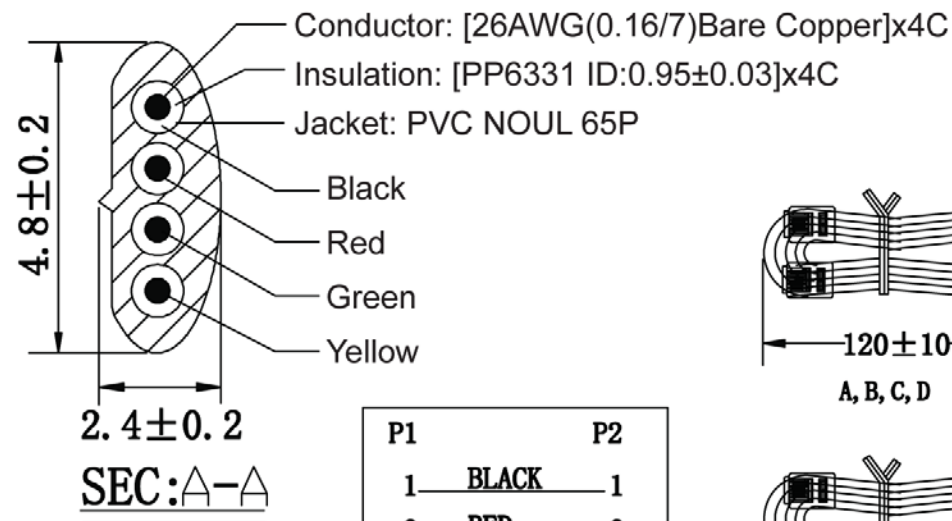 Conductor: [26AWG(0.16/7)Bare Copper]x4C
Insulation: [PP6331 ID:0.95±0.03]x4C
Jacket: PVC NOUL 65P
4.8±0.2
Black
Red
Green
Yellow
2.4±0.2
SEC:A-A
120±10
A, B, C, D
P1 P2
1 BLACK 1
RED